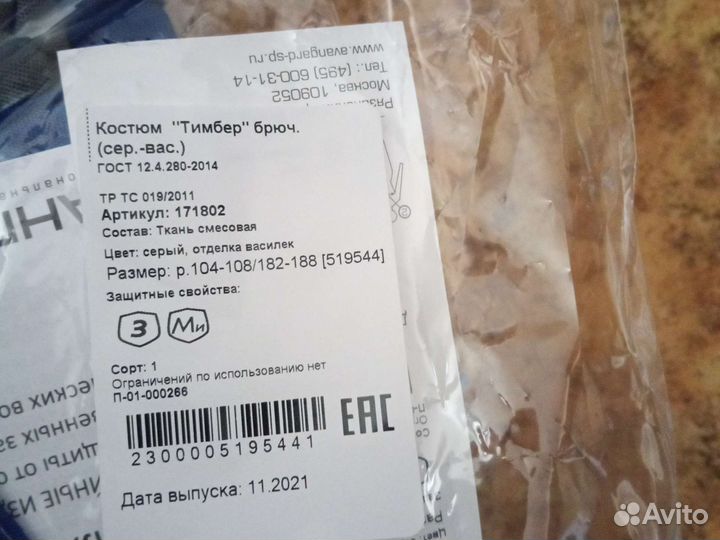 Костюм "Тимбер" брюч.
(сер.-вас.)
ГОСТ 12.4.280-2014
ТР ТС 019/2011
Артикул: 171802
Состав: Ткань смесовая
Цвет: серый, отделка василек
Размер: р.104-108/182-188 [519544]
Защитные свойства:
З Ми
Сорт: 1
Ограничений по использованию нет
П-01-000266
2300005195441
ЕАС
Дата выпуска: 11.2021
www.avangard-sp.ru
Тел.: (495) 600-31-14
Москва, 109052
Avito